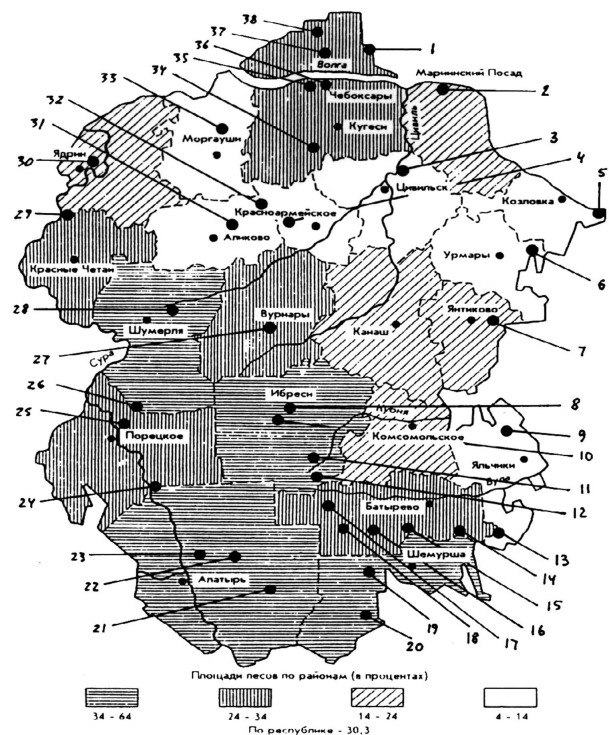 38
37
36
35
34
33
32
31
30
29
28
27
26
25
24
23
22
21
1
2
3
4
5
6
7
8
9
10
11
12
13
14
15
16
17
18
19
20
Волга
Мариинский Посад
Чебоксары
Кугеси
Цивиль
Моргауши
Ядрин
Цивильск
Козловка
Красноармейское
Аликово
Урмары
Красные Четаи
Вурнары
Янтиково
Шумерля
Канаш
Сура
Ибреси
Кубня
Комсомольское
Порецкое
Яльчики
Була
Батырево
Шемурша
Алатырь
Площади лесов по районам (в процентах)
34 - 64
24 - 34
14 - 24
4 - 14
По республике - 30,3